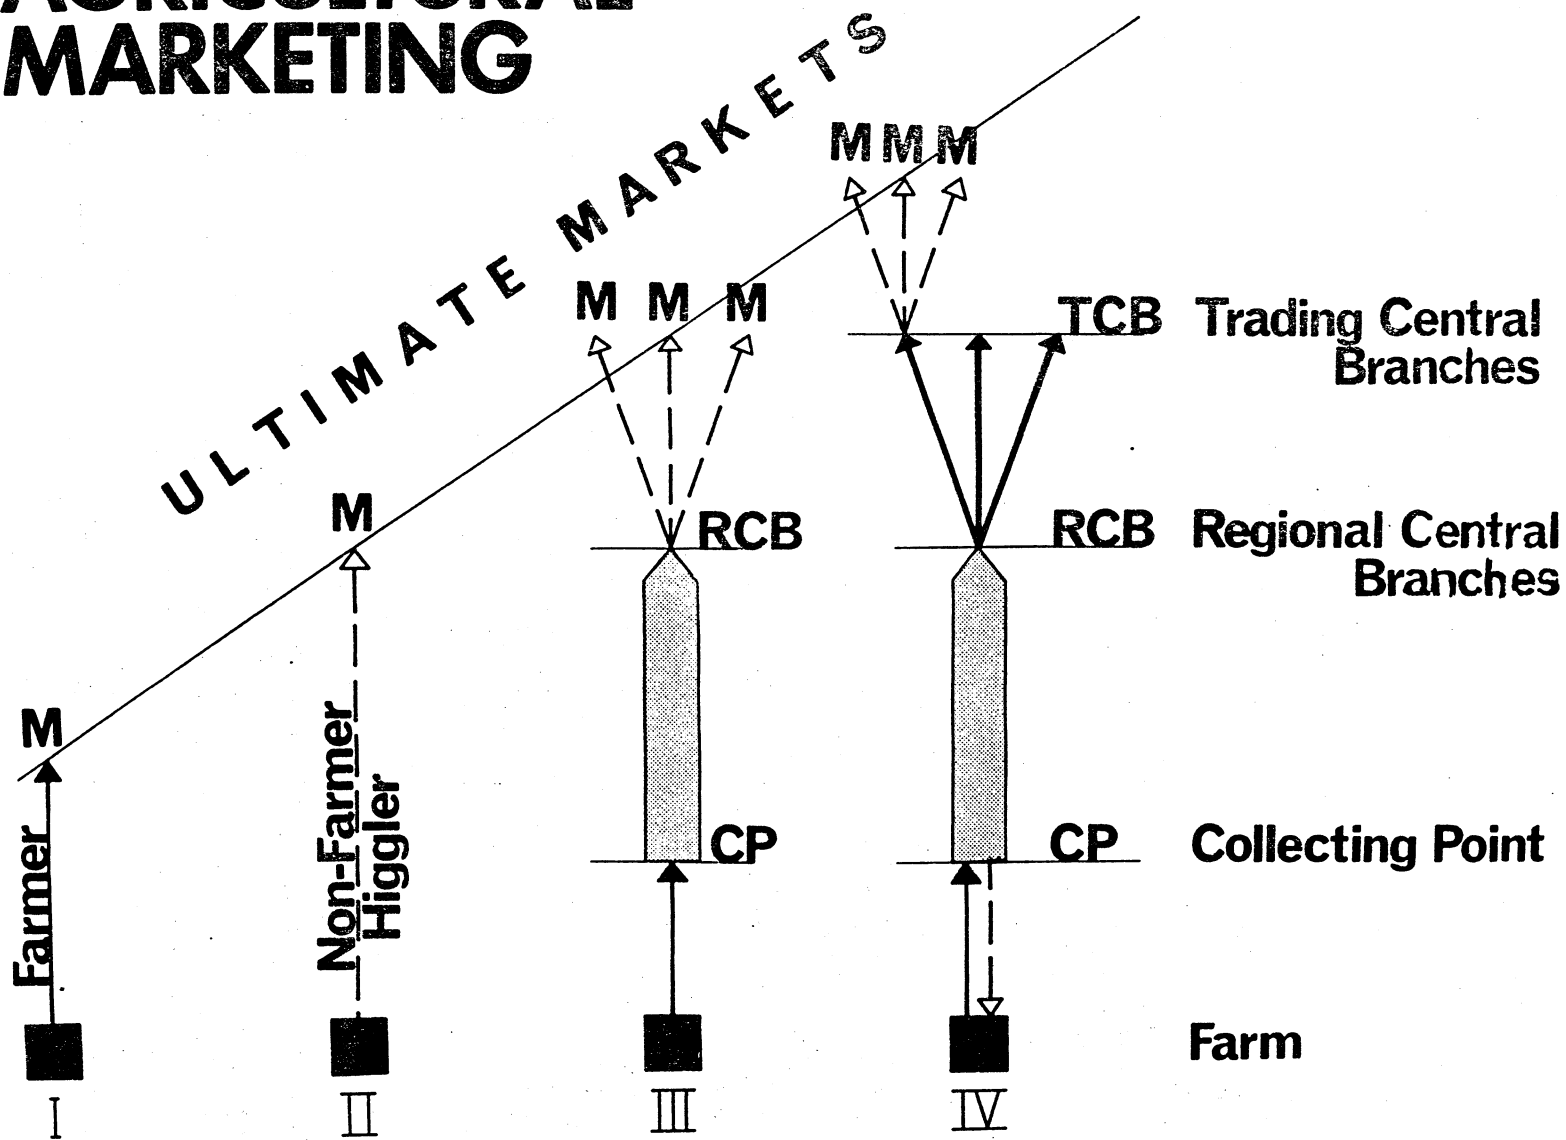 AGRICULTURAL
MARKETING
ULTIMATE MARKETS
M M M
M M M
TCB Trading Central
Branches
M
RCB
RCB Regional Central
Branches
M
Farmer
Non-Farmer
Higgler
CP
CP Collecting Point
Farm
I
II
III
IV